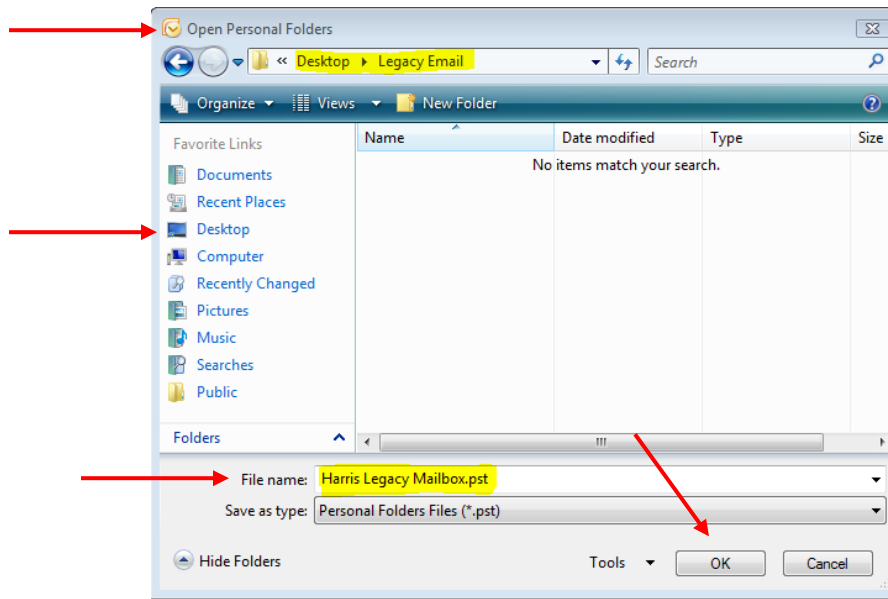 Open Personal Folders
« Desktop Legacy Email Search
Organize Views New Folder
Favorite Links Name Date modified Type Size
No items match your search.
Documents
Recent Places
Desktop
Computer
Recently Changed
Pictures
Music
Searches
Public
Folders
File name: Harris Legacy Mailbox.pst
Save as type: Personal Folders Files (*.pst)
Hide Folders Tools OK Cancel